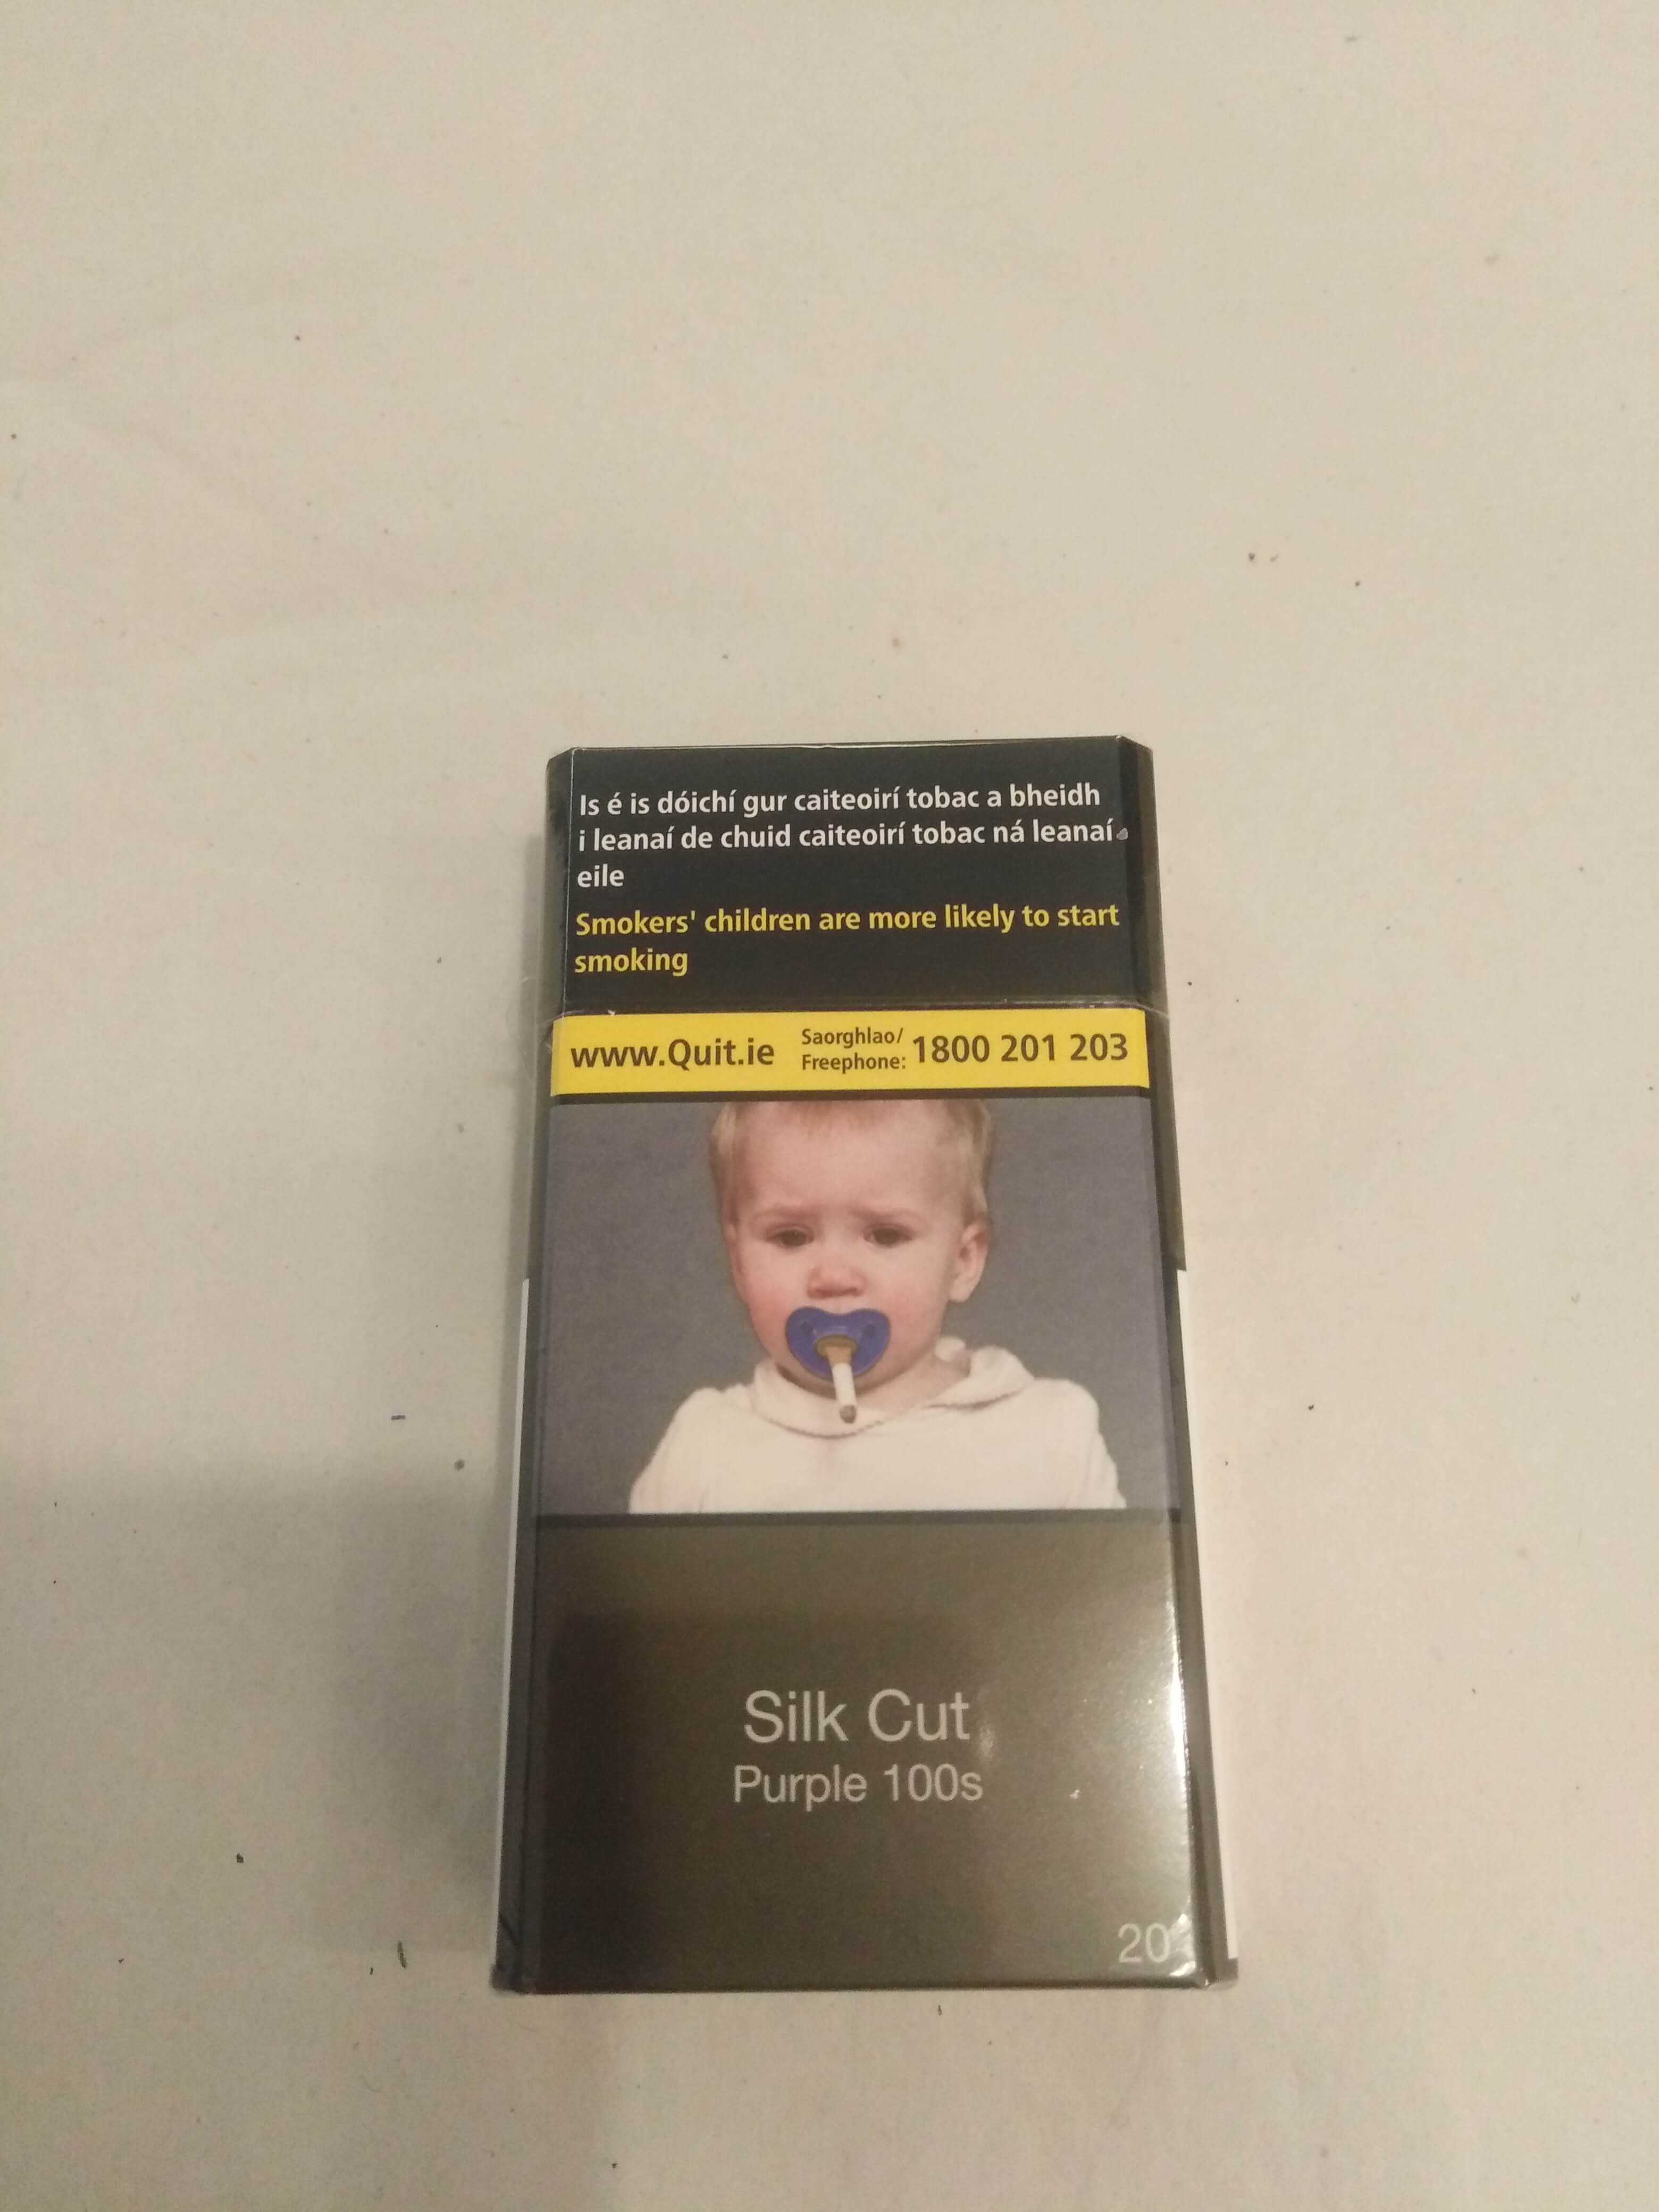 Is é is dóichí gur caiteoirí tobac a bheidh
i leanaí de chuid caiteoirí tobac ná leanaí
eile
Smokers' children are more likely to start
smoking
www.Quit.ie Saorghlao/
Freephone: 1800 201 203
Silk Cut
Purple 100s
20